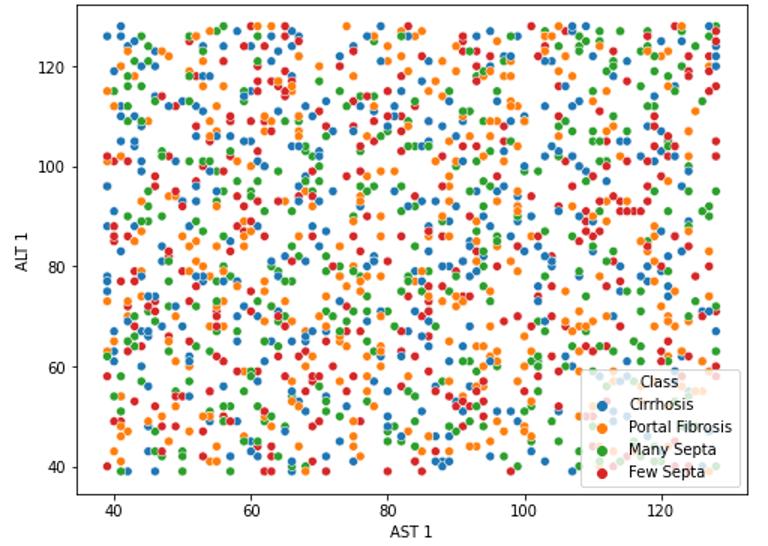 120
100
80
60
40
ALT 1
40
60
80
100
120
AST 1
Class
Cirrhosis
Portal Fibrosis
Many Septa
Few Septa